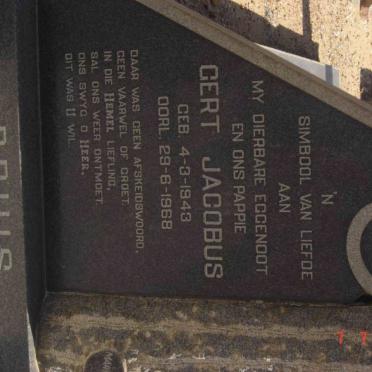 'N
SIMBOOL VAN LIEFDE
AAN
MY DIERBARE EGGENOOT
EN ONS PAPPIE
GERT JACOBUS
GEB. 4-3-1943
OORL. 29-6-1968
DAAR WAS GEEN AFSKEIDSWOORD,
GEEN VAARWEL OF GROET.
IN DIE HEMEL LIEFLING,
SAL ONS WEER ONTMOET.
ONS SWYG O HEER,
DIT WAS U WIL